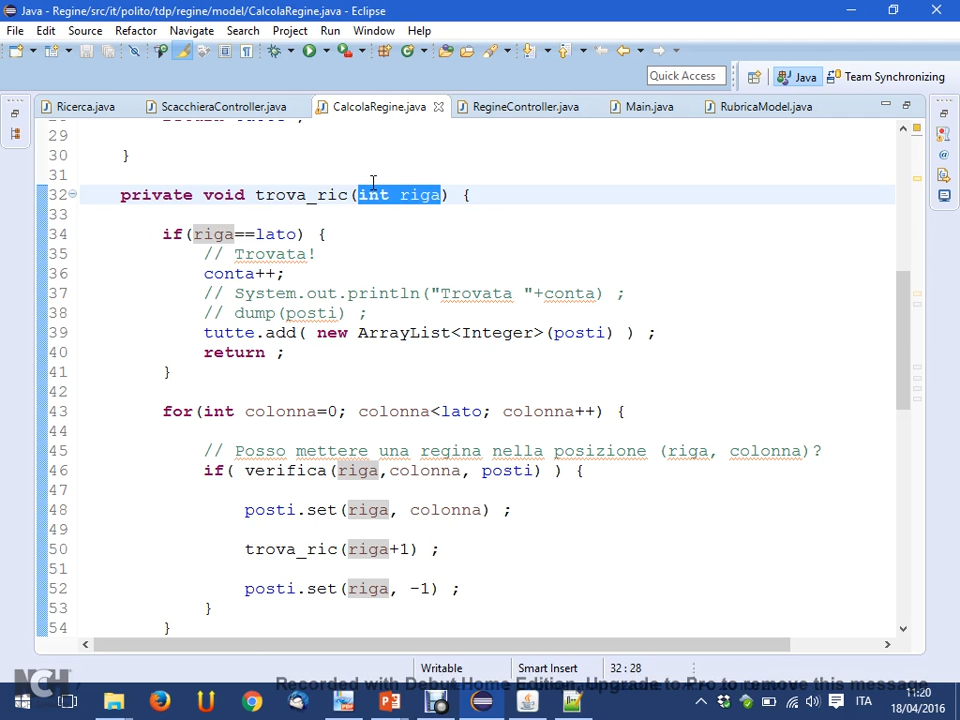 Java - Regine/src/it/polito/tdp/regine/model/CalcolaRegine.java - Eclipse
File Edit Source Refactor Navigate Search Project Run Window Help
Quick Access
Java Team Synchronizing
Ricerca.java ScacchieraController.java CalcolaRegine.java RegineController.java Main.java RubricaModel.java
29
30 }
31
32 private void trova_ric(int riga) {
33
34 if(riga==lato) {
35 // Trovata!
36 conta++;
37 // System.out.println("Trovata "+conta) ;
38 // dump(posti) ;
39 tutte.add( new ArrayList<Integer>(posti) ) ;
40 return ;
41 }
42
43 for(int colonna=0; colonna<lato; colonna++) {
44
45 // Posso mettere una regina nella posizione (riga, colonna)?
46 if( verifica(riga,colonna, posti) ) {
47
48 posti.set(riga, colonna) ;
49
50 trova_ric(riga+1) ;
51
52 posti.set(riga, -1) ;
53 }
54 }
Writable Smart Insert 32 : 28
NCH
Recorded with Debut Home Edition. Upgrade to Pro to remove this message
ITA
11:20
18/04/2016